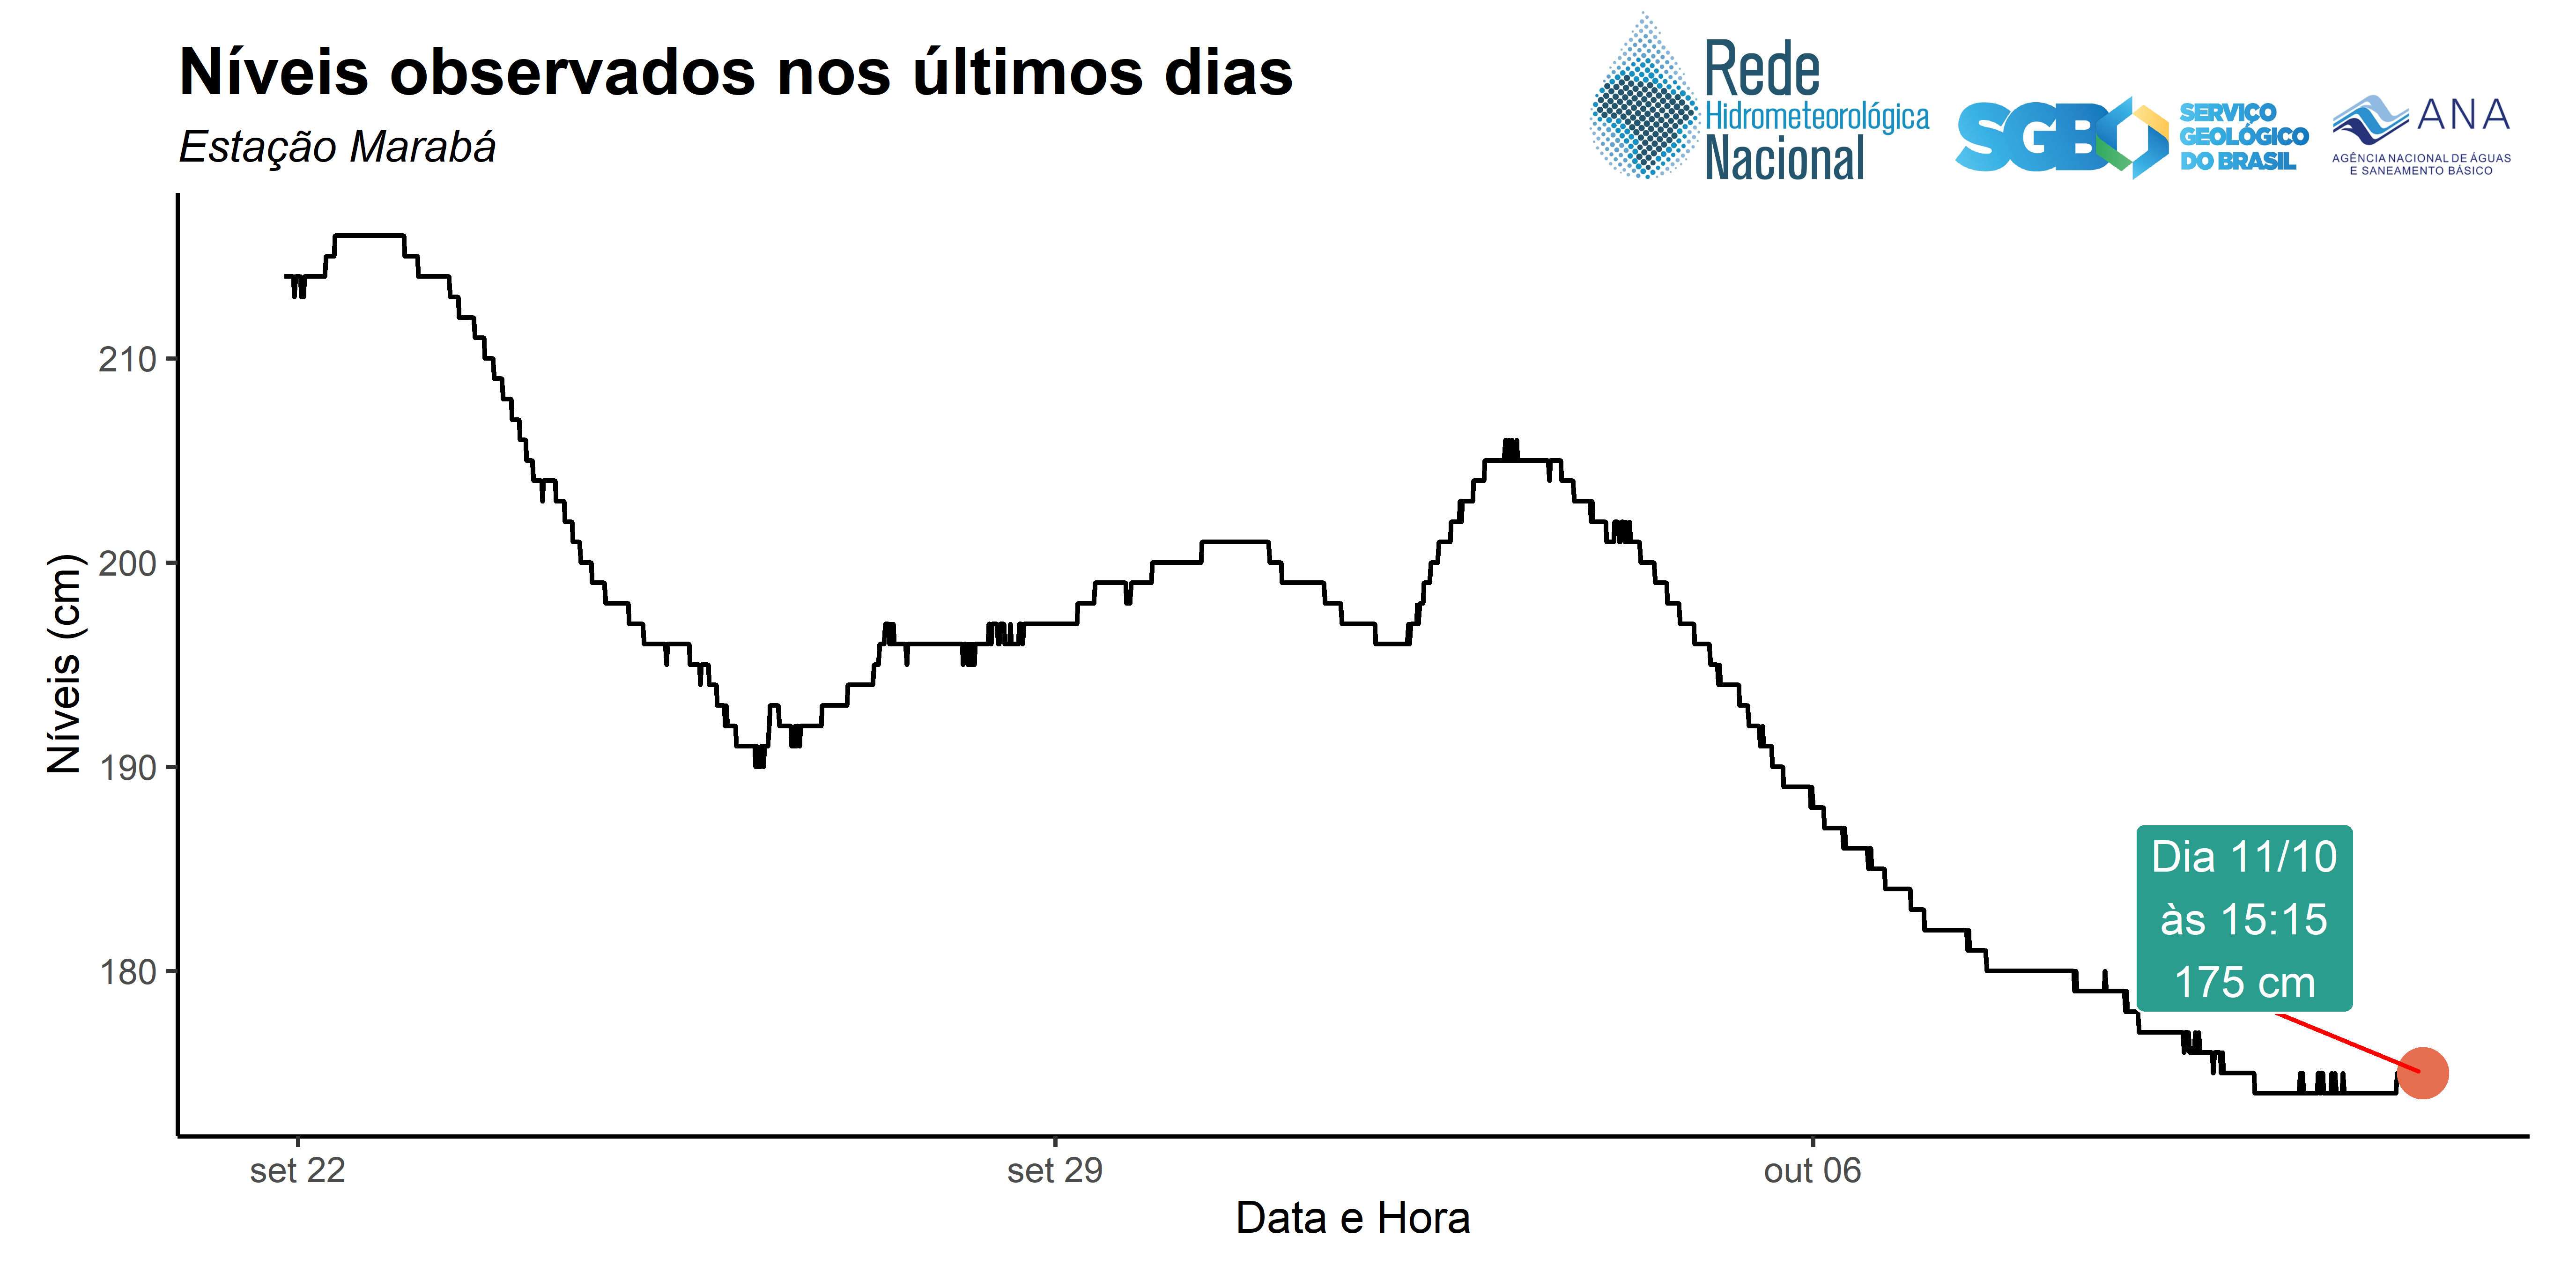 Níveis observados nos últimos dias
Estação Marabá
Rede
Hidrometeorológica
Nacional
SGB
SERVIÇO
GEOLÓGICO
DO BRASIL
ANA
AGÊNCIA NACIONAL DE ÁGUAS
E SANEAMENTO BÁSICO
Níveis (cm)
210
200
190
180
Dia 11/10
às 15:15
175 cm
set 22
set 29
out 06
Data e Hora